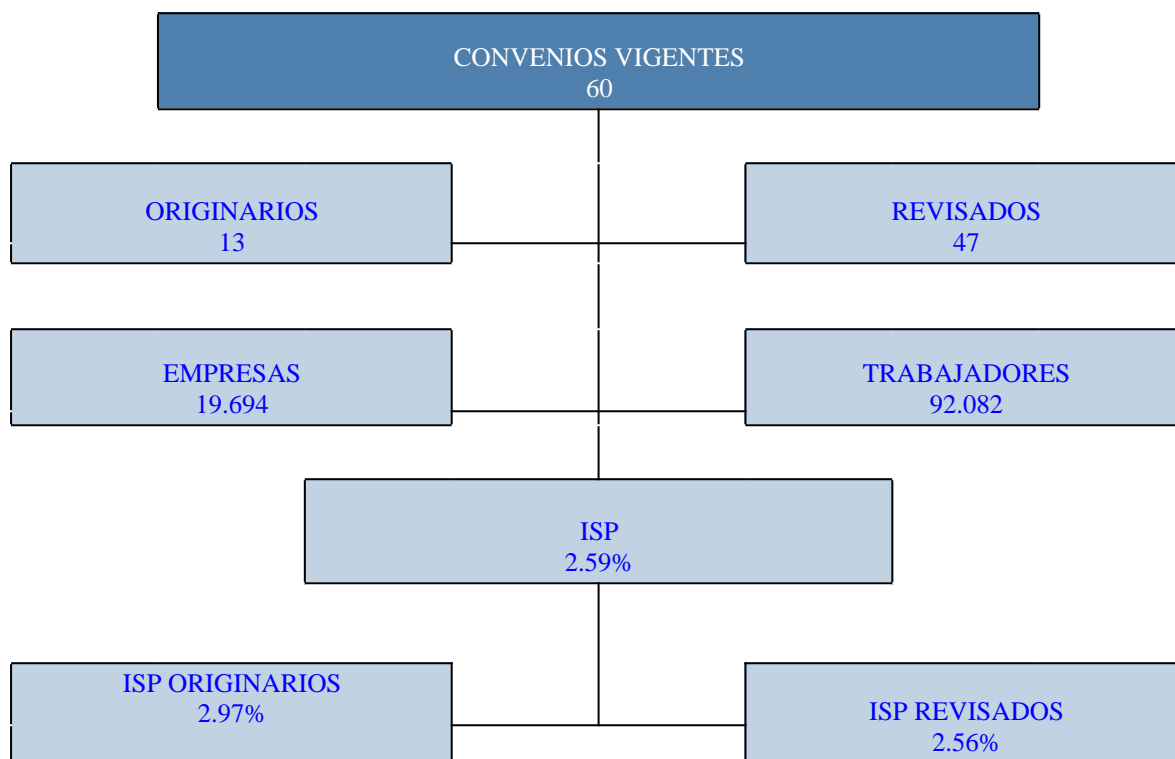 CONVENIOS VIGENTES
60
ORIGINARIOS
13
REVISADOS
47
EMPRESAS
19.694
TRABAJADORES
92.082
ISP
2.59%
ISP ORIGINARIOS
2.97%
ISP REVISADOS
2.56%